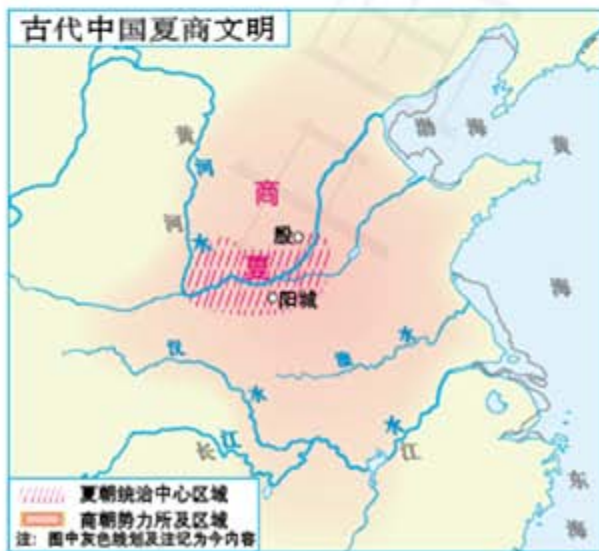 古代中国夏商文明
渤海
黄海
黄河
河水
商
殷
夏
阳城
汉水
淮水
江水
长江
东海
夏朝统治中心区域
商朝势力所及区域
注：图中灰色线划及注记为今内容